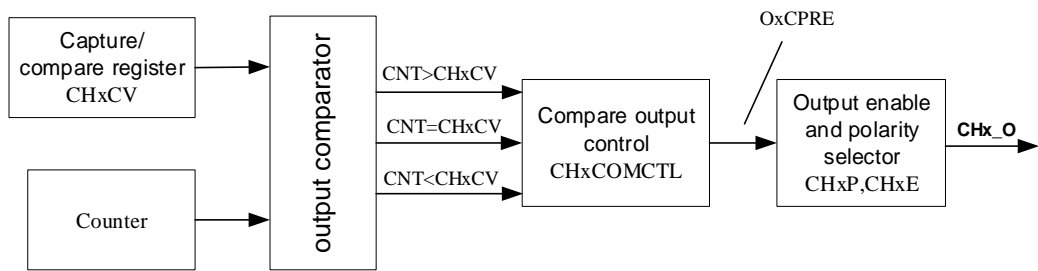 Capture/
compare register
CHxCV
Counter
output comparator
CNT>CHxCV
CNT=CHxCV
CNT<CHxCV
Compare output
control
CHxCOMCTL
OxCPRE
Output enable
and polarity
selector
CHxP,CHxE
CHx_O